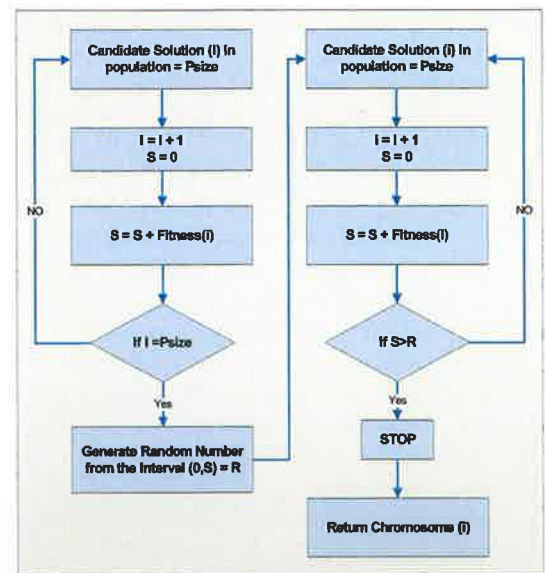 Candidate Solution (i) in
population = Psize
i = i + 1
S = 0
S = S + Fitness(i)
NO
If i =Psize
Yes
Generate Random Number
from the Interval (0,S) = R
Candidate Solution (i) in
population = Psize
i = i + 1
S = 0
S = S + Fitness(i)
NO
If S>R
Yes
STOP
Return Chromosome (i)